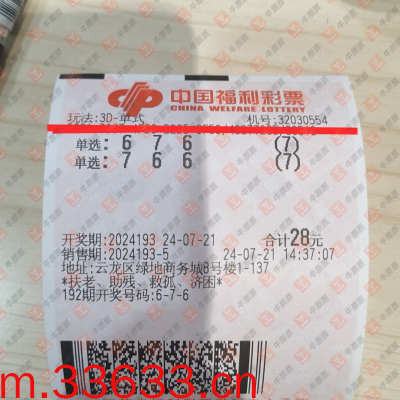 中国福利彩票
CHINA WELFARE LOTTERY
玩法:3D-单式 机号:32030554
单选: 6 7 6 (7)
单选: 7 6 6 (7)
开奖期:2024193 24-07-21 合计28元
销售期:2024193-5 24-07-21 14:37:07
地址:云龙区绿地商务城8号楼1-137
*扶老、助残、救孤、济困*
192期开奖号码:6-7-6
m.33633.cn